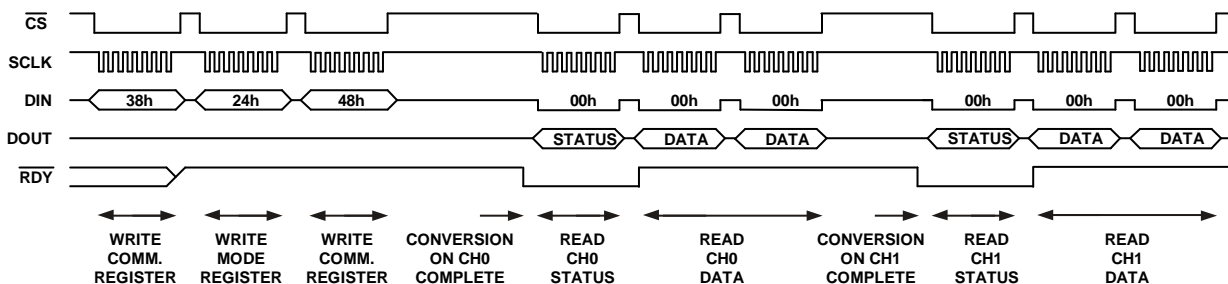 CS
SCLK
DIN 38h 24h 48h 00h 00h 00h 00h 00h 00h
DOUT STATUS DATA DATA STATUS DATA DATA
RDY
WRITE COMM. REGISTER
WRITE MODE REGISTER
WRITE COMM. REGISTER
CONVERSION ON CH0 COMPLETE
READ CH0 STATUS
READ CH0 DATA
CONVERSION ON CH1 COMPLETE
READ CH1 STATUS
READ CH1 DATA